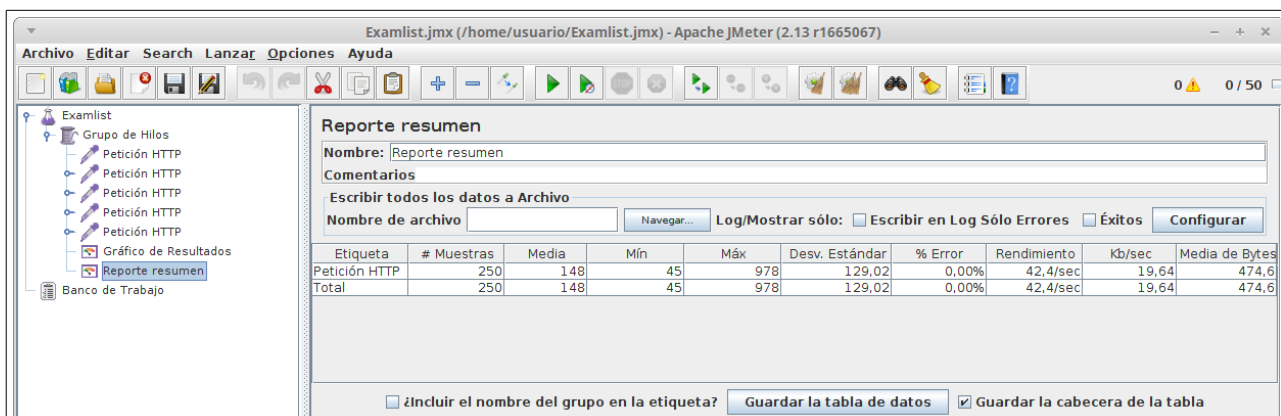 Examlist.jmx (/home/usuario/Examlist.jmx) - Apache JMeter (2.13 r1665067)
Archivo Editar Search Lanzar Opciones Ayuda
0 0 / 50
Examlist
Grupo de Hilos
Petición HTTP
Petición HTTP
Petición HTTP
Petición HTTP
Petición HTTP
Gráfico de Resultados
Reporte resumen
Banco de Trabajo
Reporte resumen
Nombre: Reporte resumen
Comentarios
Escribir todos los datos a Archivo
Nombre de archivo Navegar... Log/Mostrar sólo: Escribir en Log Sólo Errores Éxitos Configurar
Etiqueta # Muestras Media Mín Máx Desv. Estándar % Error Rendimiento Kb/sec Media de Bytes
Petición HTTP 250 148 45 978 129,02 0,00% 42,4/sec 19,64 474,6
Total 250 148 45 978 129,02 0,00% 42,4/sec 19,64 474,6
¿Incluir el nombre del grupo en la etiqueta? Guardar la tabla de datos Guardar la cabecera de la tabla